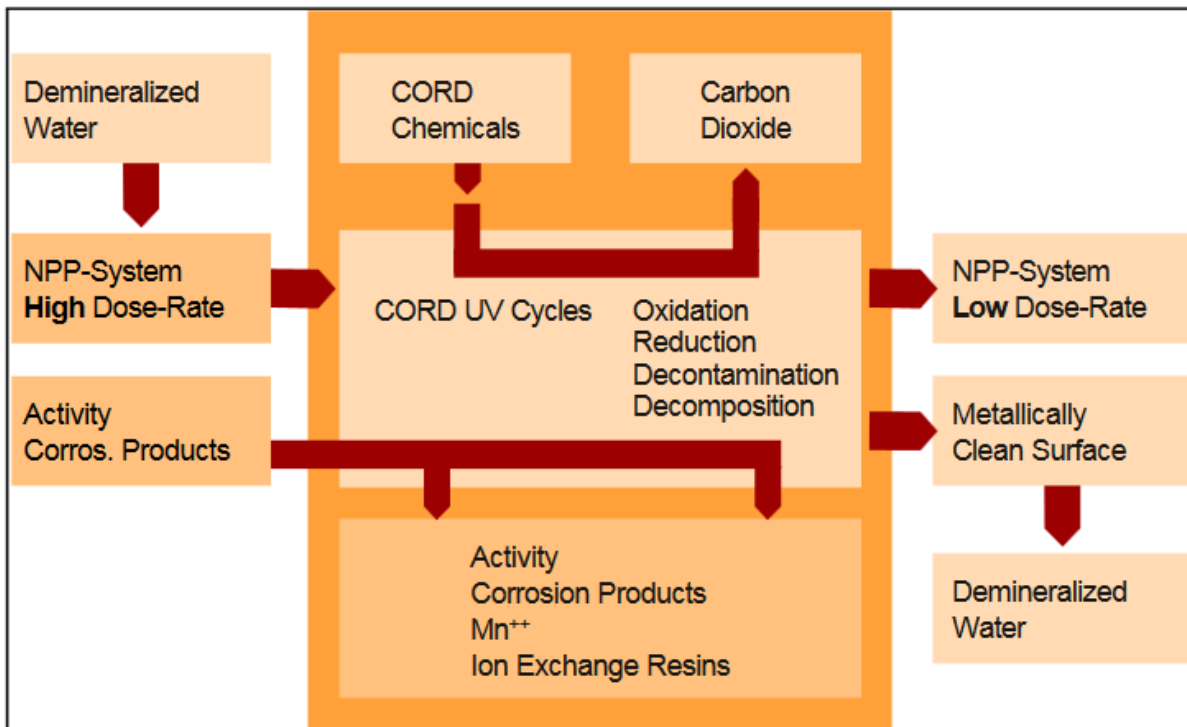 Demineralized
Water
CORD
Chemicals
Carbon
Dioxide
NPP-System
High Dose-Rate
CORD UV Cycles
Oxidation
Reduction
Decontamination
Decomposition
NPP-System
Low Dose-Rate
Activity
Corros. Products
Metallically
Clean Surface
Activity
Corrosion Products
Mn⁺⁺
Ion Exchange Resins
Demineralized
Water